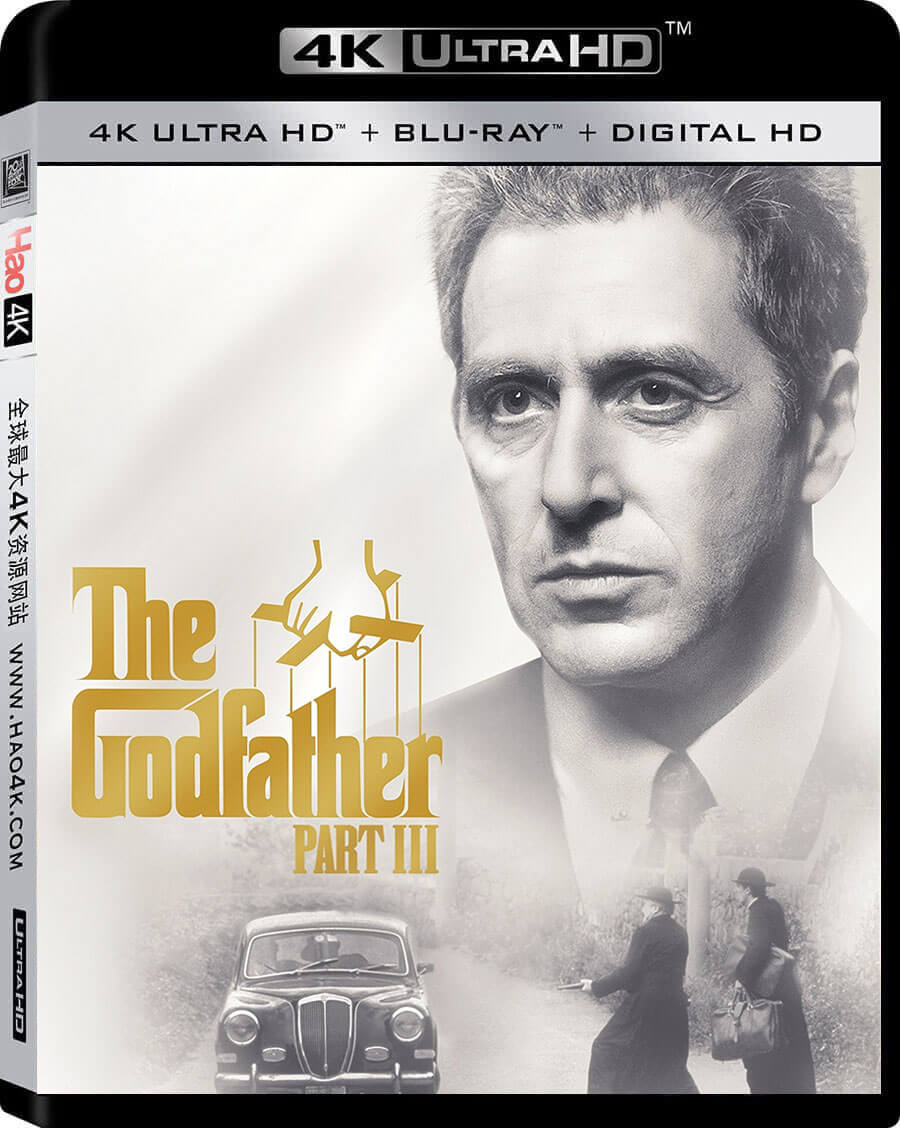 4K ULTRA HD™
4K ULTRA HD™ + BLU-RAY™ + DIGITAL HD
Hao
4K
全球最大4K资源网站 WWW.HAO4K.COM
ULTRA HD
The
Godfather
PART III